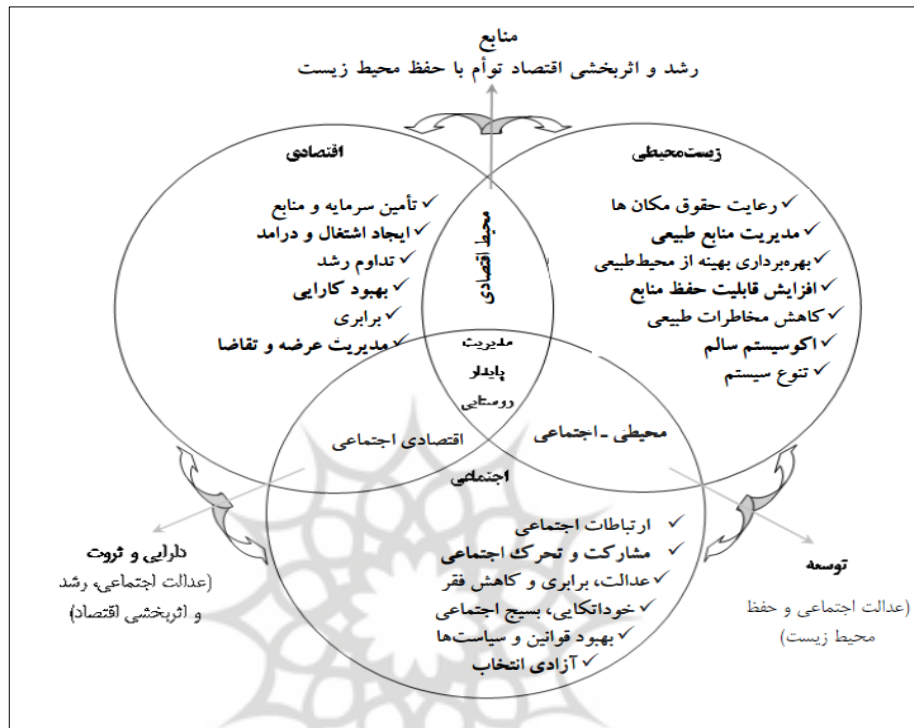 منابع
رشد و اثربخشی اقتصاد توأم با حفظ محیط زیست
زیست‌محیطی
رعایت حقوق مکان ها
مدیریت منابع طبیعی
بهره‌برداری بهینه از محیط‌طبیعی
افزایش قابلیت حفظ منابع
کاهش مخاطرات طبیعی
اکوسیستم سالم
تنوع سیستم
اقتصادی
تأمین سرمایه و منابع
ایجاد اشتغال و درامد
تداوم رشد
بهبود کارایی
برابری
مدیریت عرضه و تقاضا
محیط اقتصادی
مدیریت
پایدار
روستایی
محیطی - اجتماعی
اقتصادی اجتماعی
اجتماعی
ارتباطات اجتماعی
مشارکت و تحرک اجتماعی
عدالت، برابری و کاهش فقر
خوداتکایی، بسیج اجتماعی
بهبود قوانین و سیاست‌ها
آزادی انتخاب
توسعه
(عدالت اجتماعی و حفظ
محیط زیست)
دارایی و ثروت
(عدالت اجتماعی، رشد
و اثربخشی اقتصاد)